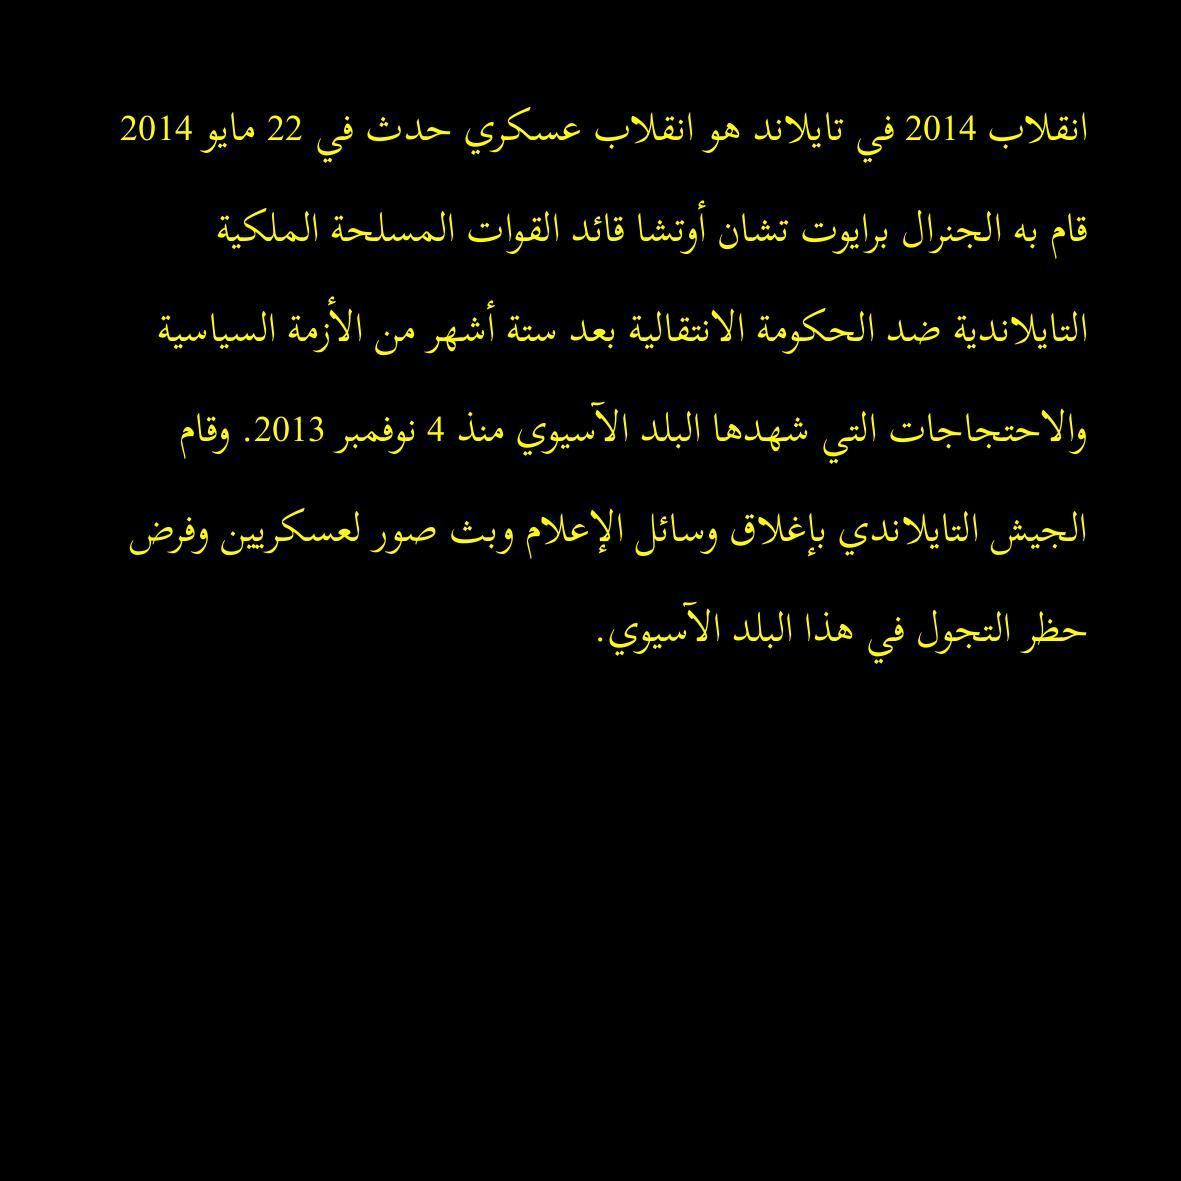 انقلاب 2014 في تايلاند هو انقلاب عسكري حدث في 22 مايو 2014
قام به الجنرال برايوت تشان أوتشا قائد القوات المسلحة الملكية
التايلاندية ضد الحكومة الانتقالية بعد ستة أشهر من الأزمة السياسية
والاحتجاجات التي شهدها البلد الآسيوي منذ 4 نوفمبر 2013. وقام
الجيش التايلاندي بإغلاق وسائل الإعلام وبث صور لعسكريين وفرض
حظر التجول في هذا البلد الآسيوي.